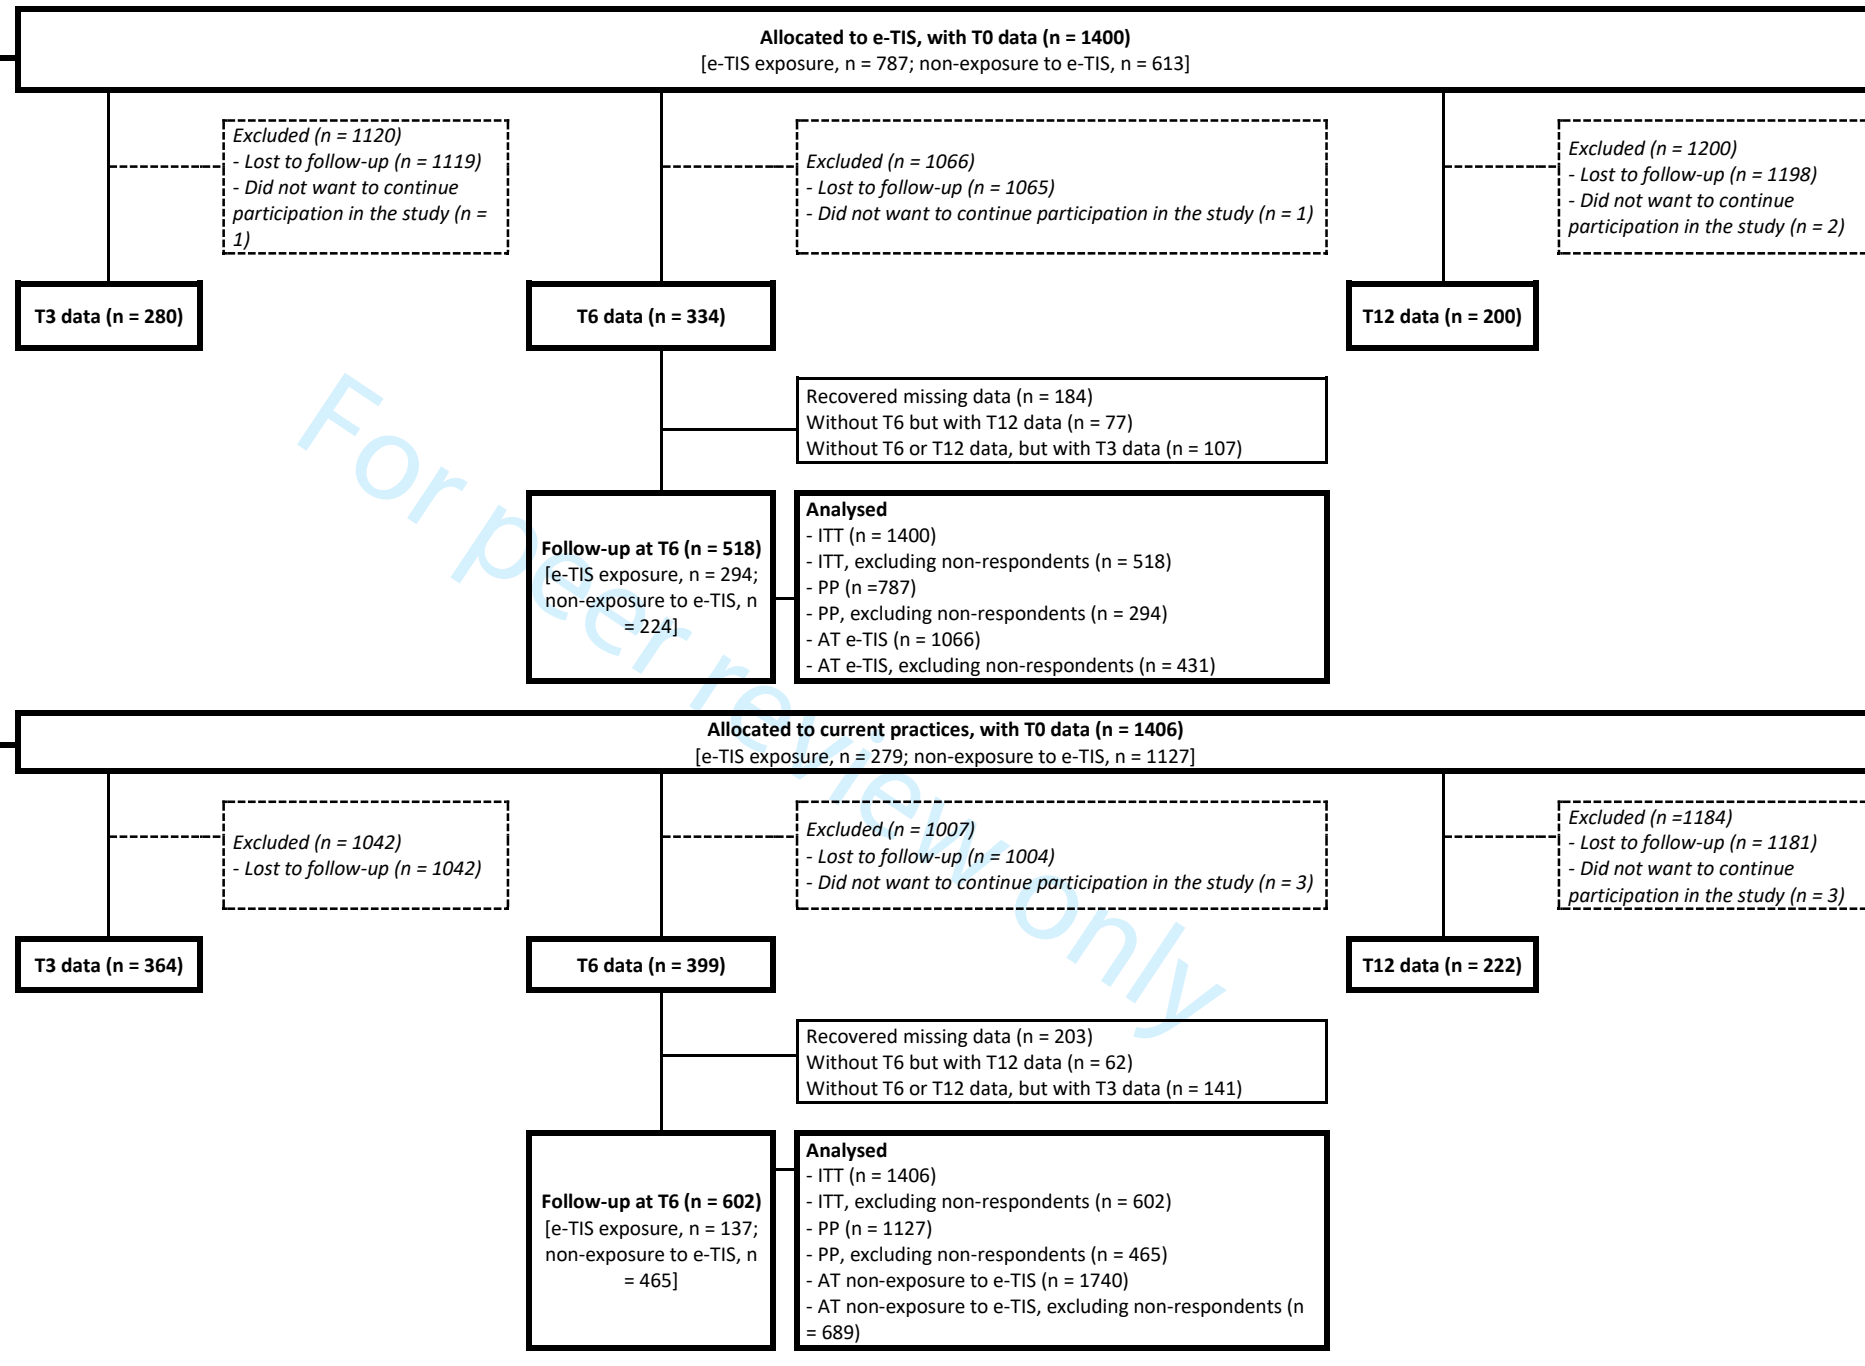 Allocated to e-TIS, with T0 data (n = 1400)
[e-TIS exposure, n = 787; non-exposure to e-TIS, n = 613]
Excluded (n = 1120)
- Lost to follow-up (n = 1119)
- Did not want to continue
participation in the study (n =
1)
Excluded (n = 1066)
- Lost to follow-up (n = 1065)
- Did not want to continue participation in the study (n = 1)
Excluded (n = 1200)
- Lost to follow-up (n = 1198)
- Did not want to continue
participation in the study (n = 2)
T3 data (n = 280)
T6 data (n = 334)
T12 data (n = 200)
Recovered missing data (n = 184)
Without T6 but with T12 data (n = 77)
Without T6 or T12 data, but with T3 data (n = 107)
Follow-up at T6 (n = 518)
[e-TIS exposure, n = 294;
non-exposure to e-TIS, n
= 224]
Analysed
- ITT (n = 1400)
- ITT, excluding non-respondents (n = 518)
- PP (n =787)
- PP, excluding non-respondents (n = 294)
- AT e-TIS (n = 1066)
- AT e-TIS, excluding non-respondents (n = 431)
Allocated to current practices, with T0 data (n = 1406)
[e-TIS exposure, n = 279; non-exposure to e-TIS, n = 1127]
Excluded (n = 1042)
- Lost to follow-up (n = 1042)
Excluded (n = 1007)
- Lost to follow-up (n = 1004)
- Did not want to continue participation in the study (n = 3)
Excluded (n =1184)
- Lost to follow-up (n = 1181)
- Did not want to continue
participation in the study (n = 3)
T3 data (n = 364)
T6 data (n = 399)
T12 data (n = 222)
Recovered missing data (n = 203)
Without T6 but with T12 data (n = 62)
Without T6 or T12 data, but with T3 data (n = 141)
Follow-up at T6 (n = 602)
[e-TIS exposure, n = 137;
non-exposure to e-TIS, n
= 465]
Analysed
- ITT (n = 1406)
- ITT, excluding non-respondents (n = 602)
- PP (n = 1127)
- PP, excluding non-respondents (n = 465)
- AT non-exposure to e-TIS (n = 1740)
- AT non-exposure to e-TIS, excluding non-respondents (n
= 689)
For peer review only